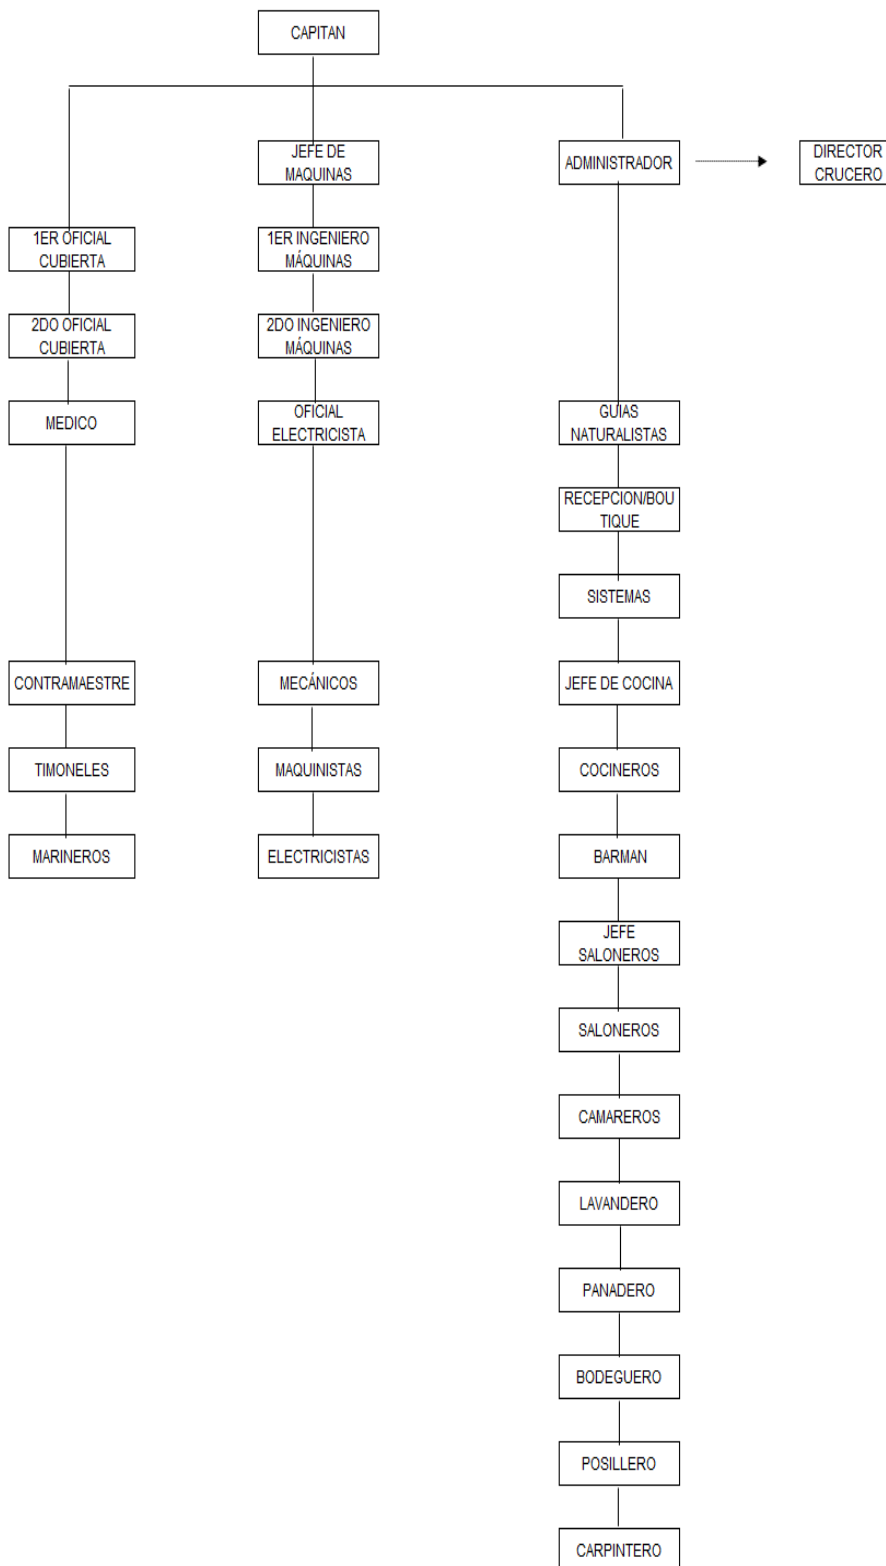 CAPITAN
JEFE DE
MAQUINAS
ADMINISTRADOR
DIRECTOR
CRUCERO
1ER OFICIAL
CUBIERTA
1ER INGENIERO
MÁQUINAS
2DO OFICIAL
CUBIERTA
2DO INGENIERO
MÁQUINAS
MEDICO
OFICIAL
ELECTRICISTA
GUIAS
NATURALISTAS
RECEPCION/BOU
TIQUE
SISTEMAS
CONTRAMAESTRE
MECÁNICOS
JEFE DE COCINA
TIMONELES
MAQUINISTAS
COCINEROS
MARINEROS
ELECTRICISTAS
BARMAN
JEFE
SALONEROS
SALONEROS
CAMAREROS
LAVANDERO
PANADERO
BODEGUERO
POSILLERO
CARPINTERO